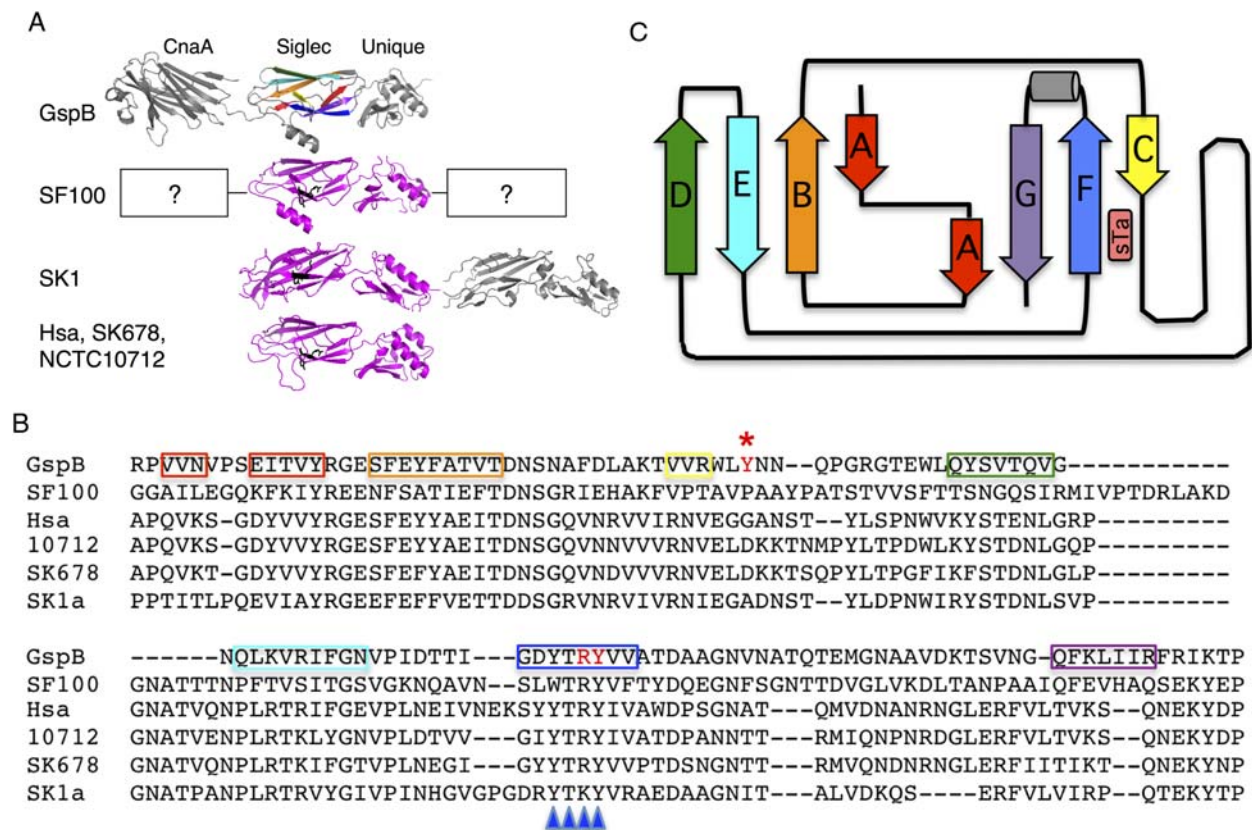 A
CnaA Siglec Unique
GspB
SF100 ? ?
SK1
Hsa, SK678,
NCTC10712
C
D E B A A G F C
sTa
B
*
GspB RPVVNVPSEITVYRGESFEYFATVTDNSNAFDLAKTVVRWLYNN--QPGRGTEWLQYSVTQVG-----------
SF100 GGAILEGQKFKIYREENFSATIEFTDNSGRIEHAKFVPTAVPAAYPATSTVVSFTTSNGQSIRMIVPTDRLAKD
Hsa APQVKS-GDYVVYRGESFEYYAEITDNSGQVNRVVIRNVEGGANST--YLSPNWVKYSTENLGRP---------
10712 APQVKS-GDYVVYRGESFEYYAEITDNSGQVNNVVVRNVELDKKTNMPYLTPDWLKYSTDNLGQP---------
SK678 APQVKT-GDYVVYRGESFEFYAEITDNSGQVNDVVVRNVELDKKTSQPYLTPGFIKFSTDNLGLP---------
SK1a PPTITLPQEVIAYRGEEFEFFVETTDDSGRVNRVIVRNIEGADNST--YLDPNWIRYSTDNLSVP---------
GspB ------NQLKVRIFGNVPIDTTI---GDYTRYVVATDAAGNVNATQTEMGNAAVDKTSVNG-QFKLIIRFRIKTP
SF100 GNATTTNPFTVSITGSVGKNQAVN--SLWTRYVFTYDQEGNFSGNTTDVGLVKDLTANPAAIQFEVHAQSEKYEP
Hsa GNATVQNPLRTRIFGEVPLNEIVNEKSYYTRYIVAWDPSGNAT---QMVDNANRNGLERFVLTVKS--QNEKYDP
10712 GNATVENPLRTKLYGNVPLDTVV---GIYTRYIVTDPANNTT---RMIQNPNRDGLERFVLTVKS--QNEKYDP
SK678 GNATVQNPLRTKIFGTVPLNEGI---GYYTRYVVPTDSNGNTT---RMVQNDNRNGLERFIITIKT--QNEKYNP
SK1a GNATPANPLRTRVYGIVPINHGVGPGDRYTKYVRAEDAAGNIT---ALVDKQS----ERFVLVIRP--QTEKYTP